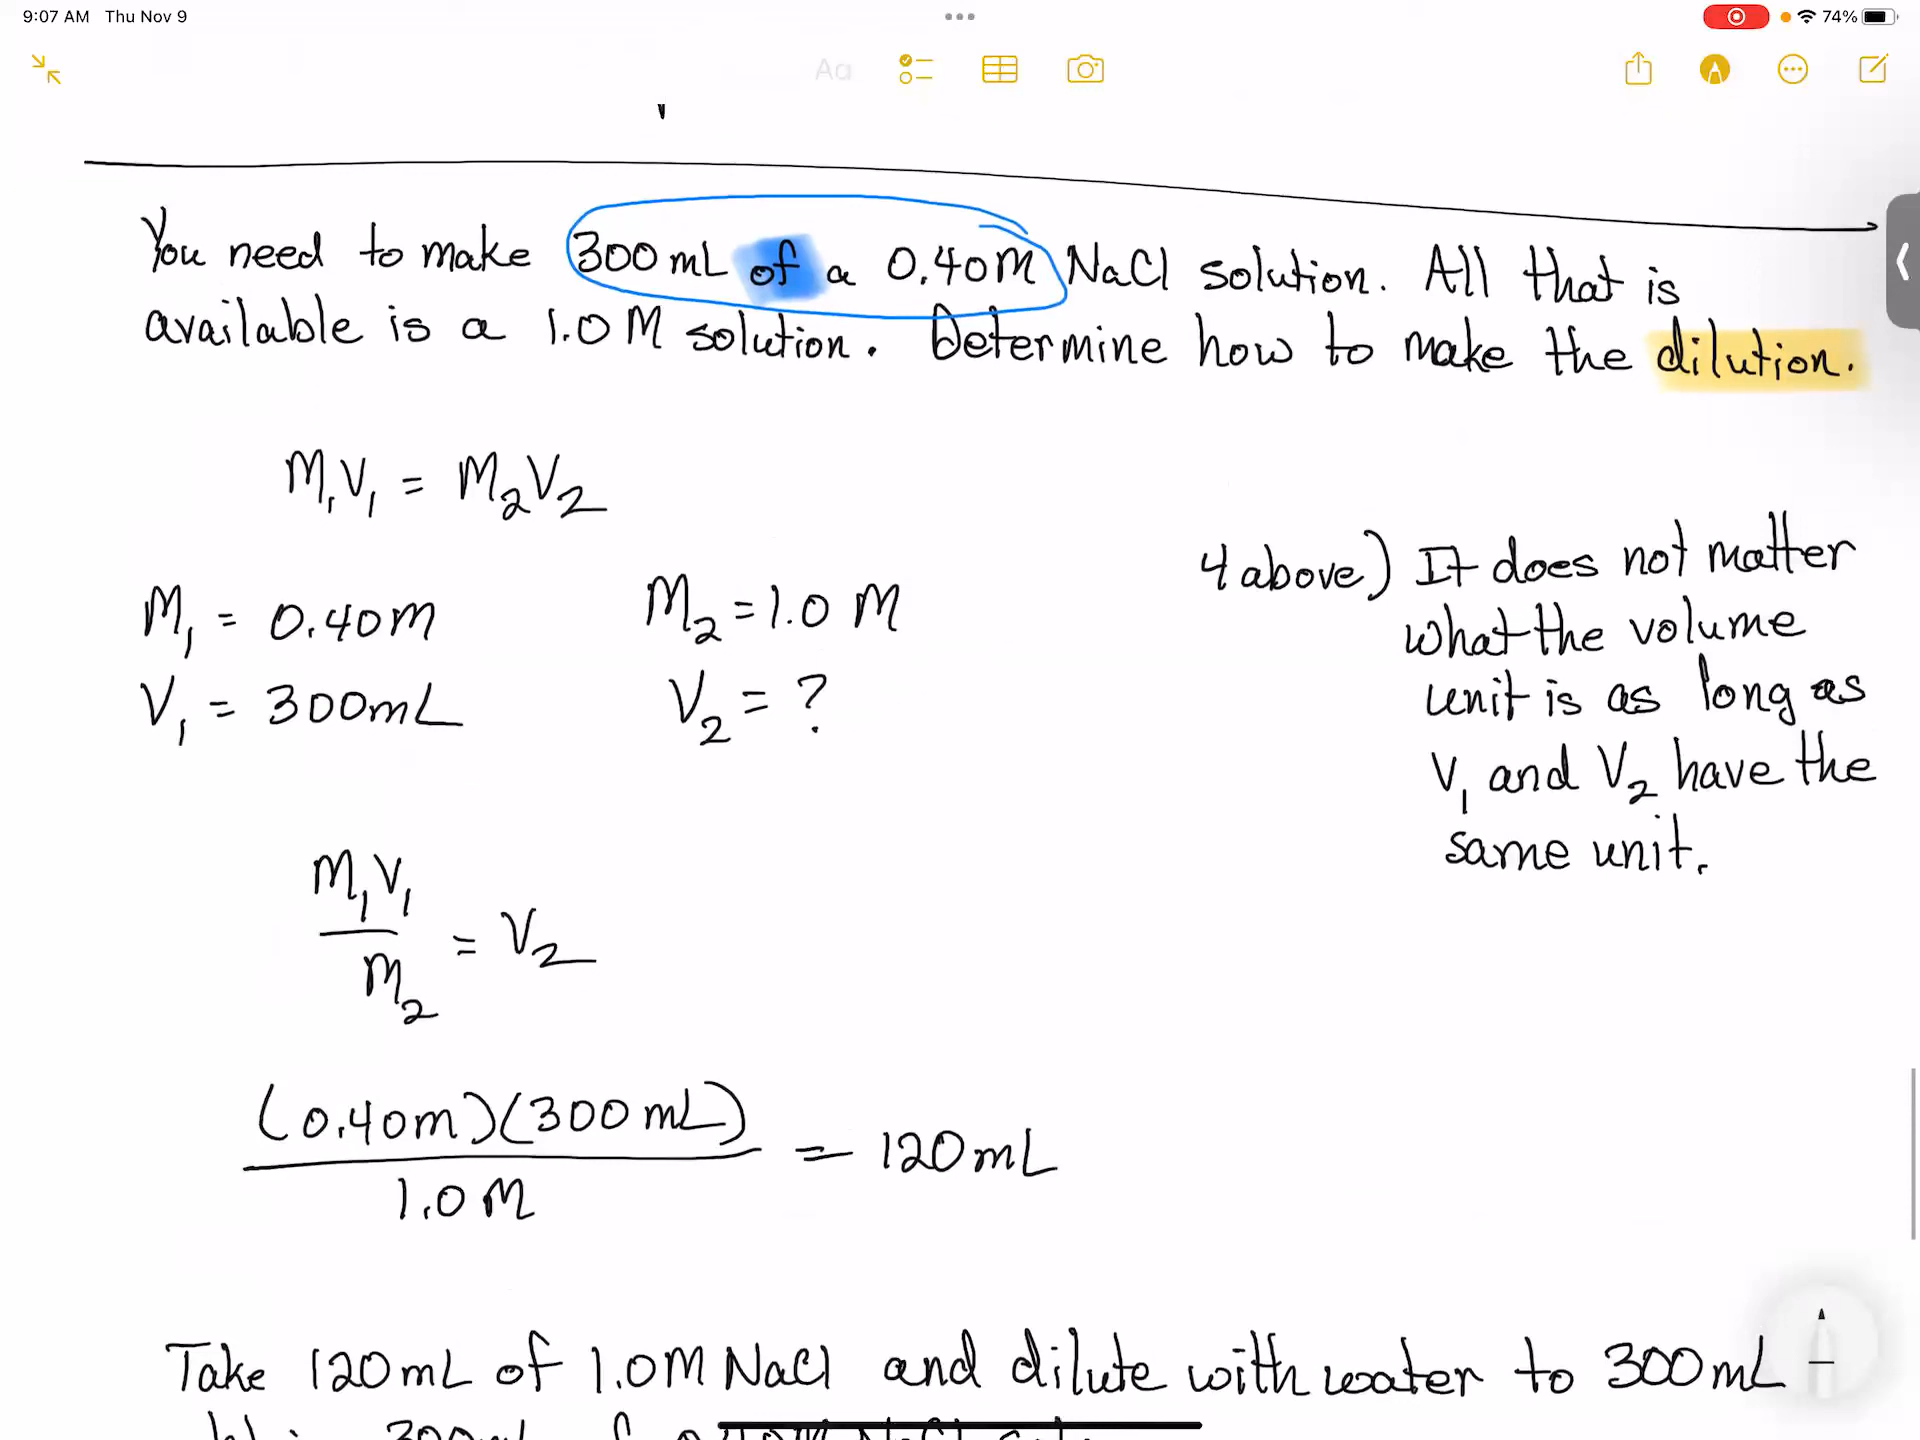 9:07 AM Thu Nov 9
74%
Aa
You need to make 300 mL of a 0.40M NaCl solution. All that is
available is a 1.0 M solution. Determine how to make the dilution.
M₁V₁ = M₂V₂
M₁ = 0.40M M₂ = 1.0 M
V₁ = 300mL V₂ = ?
4 above.) It does not matter
what the volume
unit is as long as
V₁ and V₂ have the
same unit.
M₁V₁
= V₂
M₂
(0.40M)(300 mL)
= 120mL
1.0 M
Take 120mL of 1.0M NaCl and dilute with water to 300mL –